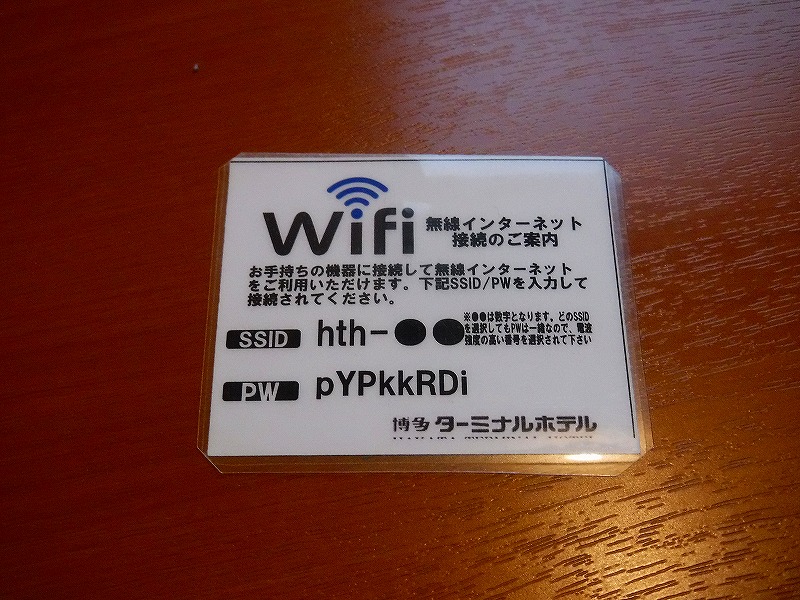 Wifi 無線インターネット
接続のご案内
お手持ちの機器に接続して無線インターネット
をご利用いただけます。下記SSID/PWを入力して
接続されてください。
SSID hth-●●
※●●は数字となります。どのSSID
を選択してもPWは一緒なので、電波
強度の高い番号を選択されて下さい
PW pYPkkRDi
博多 ターミナルホテル
HAKATA TERMINAL HOTEL